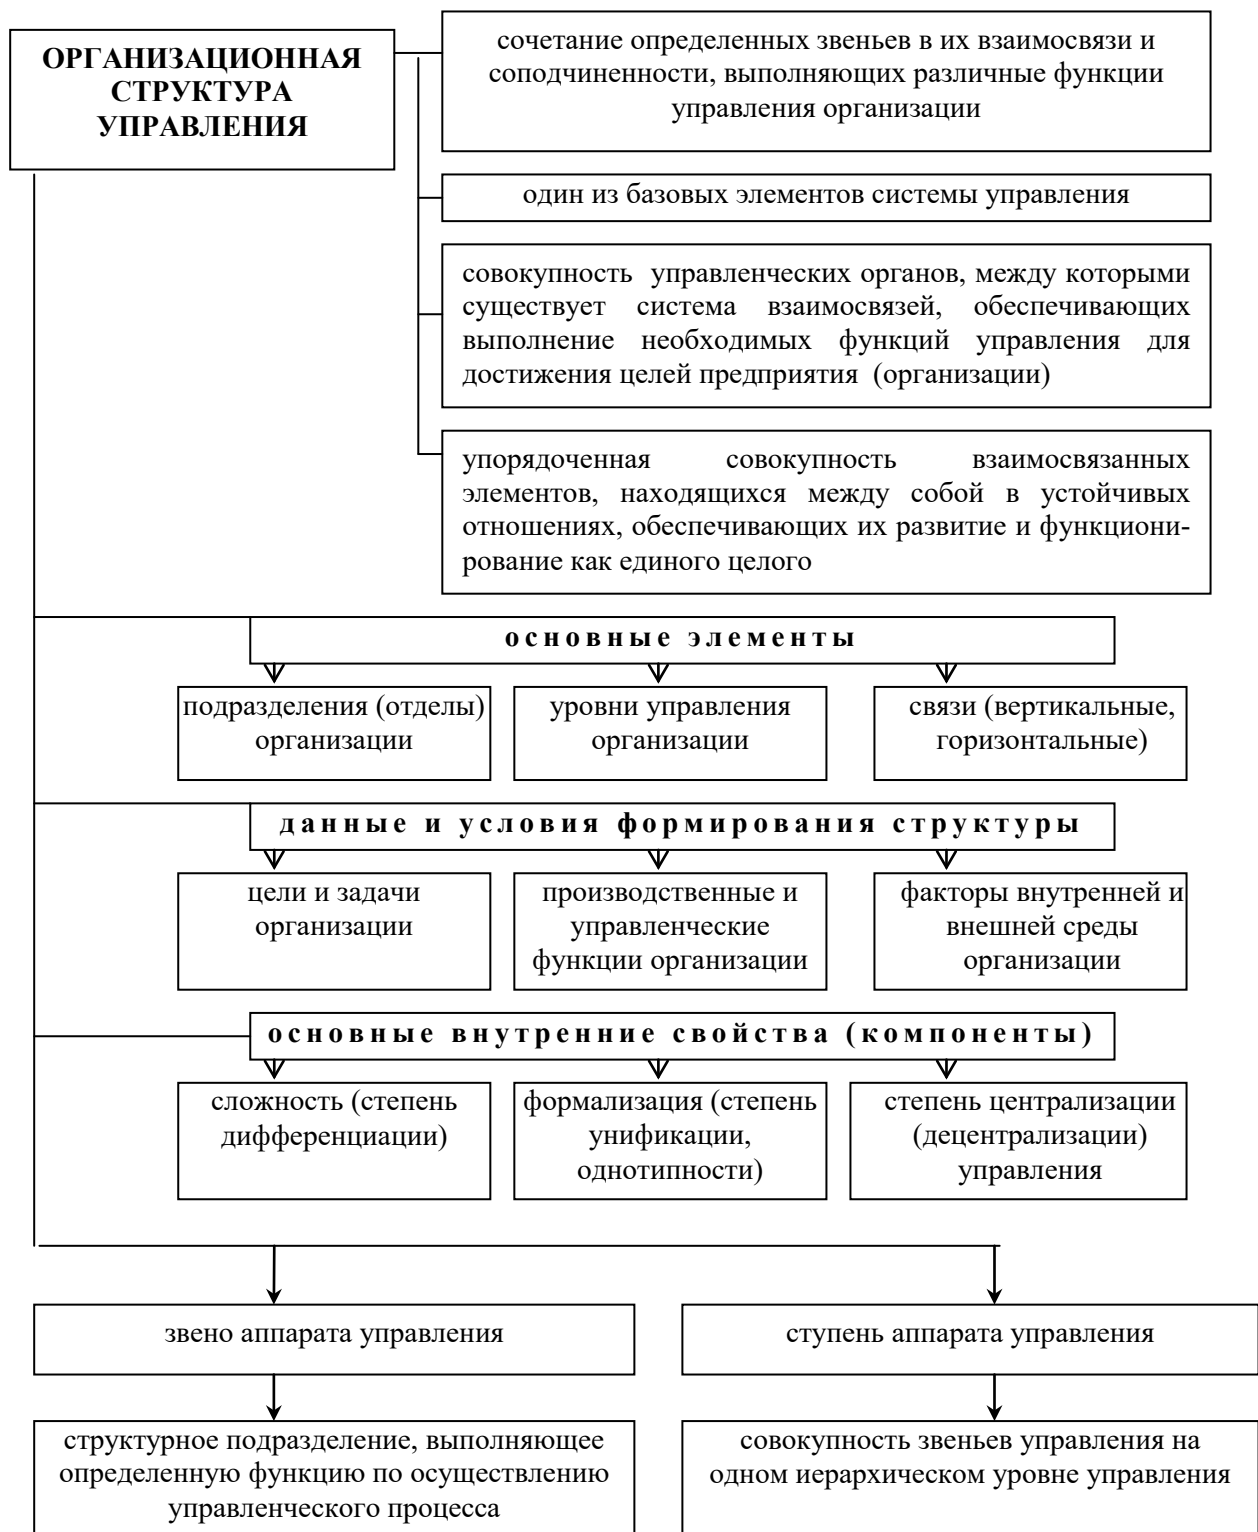 ОРГАНИЗАЦИОННАЯ
СТРУКТУРА
УПРАВЛЕНИЯ
сочетание определенных звеньев в их взаимосвязи и
соподчиненности, выполняющих различные функции
управления организации
один из базовых элементов системы управления
совокупность управленческих органов, между которыми
существует система взаимосвязей, обеспечивающих
выполнение необходимых функций управления для
достижения целей предприятия (организации)
упорядоченная совокупность взаимосвязанных
элементов, находящихся между собой в устойчивых
отношениях, обеспечивающих их развитие и функциони-
рование как единого целого
основные элементы
подразделения (отделы)
организации
уровни управления
организации
связи (вертикальные,
горизонтальные)
данные и условия формирования структуры
цели и задачи
организации
производственные и
управленческие
функции организации
факторы внутренней и
внешней среды
организации
основные внутренние свойства (компоненты)
сложность (степень
дифференциации)
формализация (степень
унификации,
однотипности)
степень централизации
(децентрализации)
управления
звено аппарата управления
ступень аппарата управления
структурное подразделение, выполняющее
определенную функцию по осуществлению
управленческого процесса
совокупность звеньев управления на
одном иерархическом уровне управления